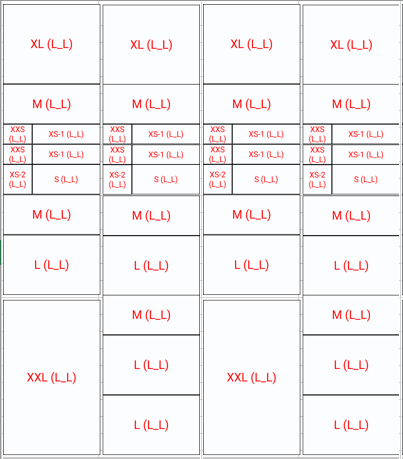 XL (L_L) XL (L_L) XL (L_L) XL (L_L)
M (L_L) M (L_L) M (L_L) M (L_L)
XXS (L_L) XS-1 (L_L) XXS (L_L) XS-1 (L_L) XXS (L_L) XS-1 (L_L) XXS (L_L) XS-1 (L_L)
XXS (L_L) XS-1 (L_L) XXS (L_L) XS-1 (L_L) XXS (L_L) XS-1 (L_L) XXS (L_L) XS-1 (L_L)
XS-2 (L_L) S (L_L) XS-2 (L_L) S (L_L) XS-2 (L_L) S (L_L) XS-2 (L_L) S (L_L)
M (L_L) M (L_L) M (L_L) M (L_L)
L (L_L) L (L_L) L (L_L) L (L_L)
M (L_L) M (L_L)
XXL (L_L) L (L_L) XXL (L_L) L (L_L)
L (L_L) L (L_L)